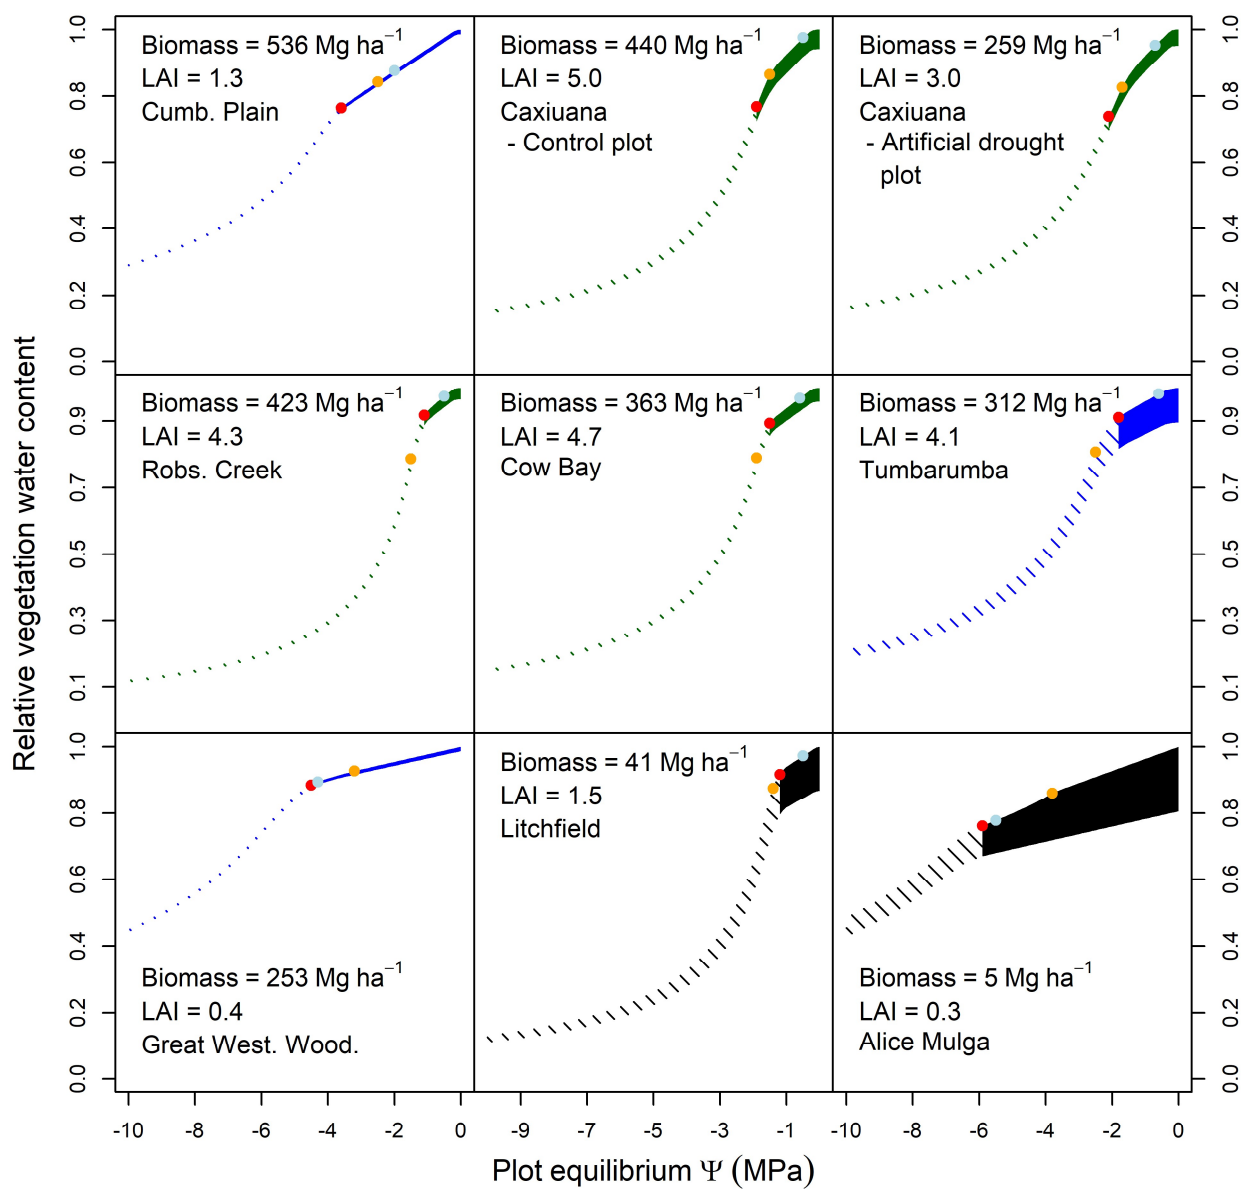 Relative vegetation water content
1.0
0.8
0.6
0.4
0.2
0.0
Biomass = 536 Mg ha⁻¹
LAI = 1.3
Cumb. Plain
Biomass = 440 Mg ha⁻¹
LAI = 5.0
Caxiuana
- Control plot
Biomass = 259 Mg ha⁻¹
LAI = 3.0
Caxiuana
- Artificial drought
plot
1.0
0.8
0.6
0.4
0.2
0.0
0.9
0.7
0.5
0.3
0.1
Biomass = 423 Mg ha⁻¹
LAI = 4.3
Robs. Creek
Biomass = 363 Mg ha⁻¹
LAI = 4.7
Cow Bay
Biomass = 312 Mg ha⁻¹
LAI = 4.1
Tumbarumba
0.9
0.7
0.5
0.3
0.1
1.0
0.8
0.6
0.4
0.2
0.0
Biomass = 253 Mg ha⁻¹
LAI = 0.4
Great West. Wood.
Biomass = 41 Mg ha⁻¹
LAI = 1.5
Litchfield
Biomass = 5 Mg ha⁻¹
LAI = 0.3
Alice Mulga
1.0
0.8
0.6
0.4
0.2
0.0
-10 -8 -6 -4 -2 0 -9 -7 -5 -3 -1 -10 -8 -6 -4 -2 0
Plot equilibrium Ψ (MPa)